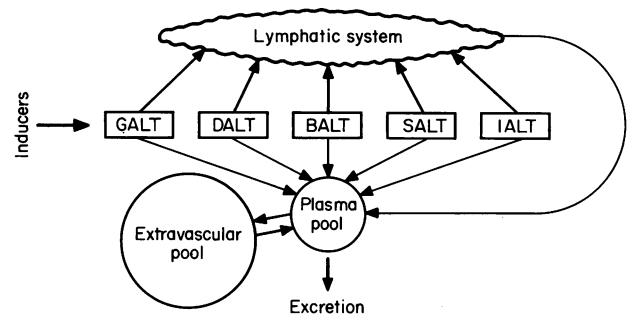 Lymphatic system
Inducers
GALT
DALT
BALT
SALT
IALT
Plasma
pool
Extravascular
pool
Excretion